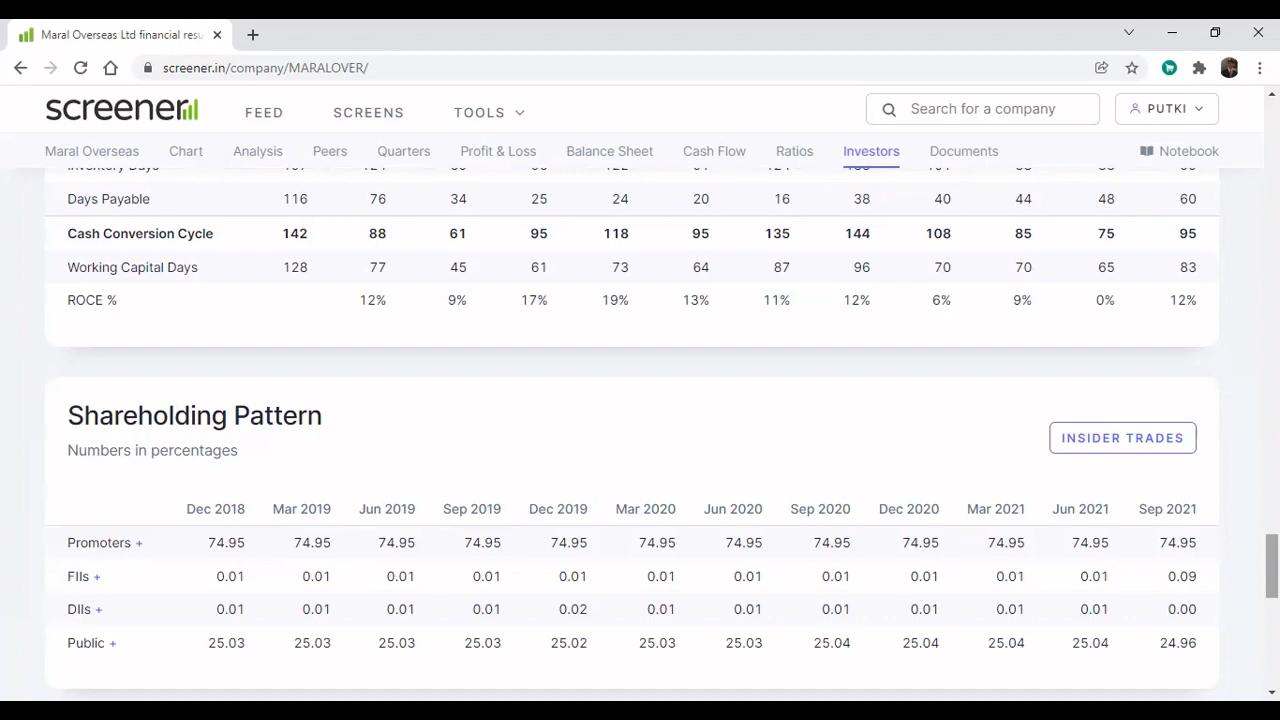 Maral Overseas Ltd financial resu
screener.in/company/MARALOVER/
screener FEED SCREENS TOOLS Search for a company PUTKI
Maral Overseas Chart Analysis Peers Quarters Profit & Loss Balance Sheet Cash Flow Ratios Investors Documents Notebook
Inventory Days
Days Payable 116 76 34 25 24 20 16 38 40 44 48 60
Cash Conversion Cycle 142 88 61 95 118 95 135 144 108 85 75 95
Working Capital Days 128 77 45 61 73 64 87 96 70 70 65 83
ROCE % 12% 9% 17% 19% 13% 11% 12% 6% 9% 0% 12%
Shareholding Pattern
INSIDER TRADES
Numbers in percentages
Dec 2018 Mar 2019 Jun 2019 Sep 2019 Dec 2019 Mar 2020 Jun 2020 Sep 2020 Dec 2020 Mar 2021 Jun 2021 Sep 2021
Promoters + 74.95 74.95 74.95 74.95 74.95 74.95 74.95 74.95 74.95 74.95 74.95 74.95
FIIs + 0.01 0.01 0.01 0.01 0.01 0.01 0.01 0.01 0.01 0.01 0.01 0.09
DIIs + 0.01 0.01 0.01 0.01 0.02 0.01 0.01 0.01 0.01 0.01 0.01 0.00
Public + 25.03 25.03 25.03 25.03 25.02 25.03 25.03 25.04 25.04 25.04 25.04 24.96